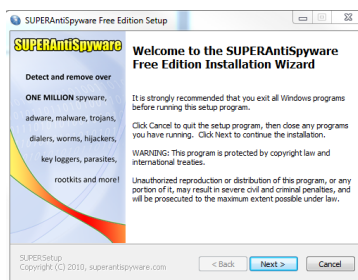 SUPERAntiSpyware Free Edition Setup
SUPERAntiSpyware
Detect and remove over
ONE MILLION spyware,
adware, malware, trojans,
dialers, worms, hijackers,
key loggers, parasites,
rootkits and more!
Welcome to the SUPERAntiSpyware
Free Edition Installation Wizard
It is strongly recommended that you exit all Windows programs
before running this setup program.
Click Cancel to quit the setup program, then close any programs
you have running. Click Next to continue the installation.
WARNING: This program is protected by copyright law and
international treaties.
Unauthorized reproduction or distribution of this program, or any
portion of it, may result in severe civil and criminal penalties, and
will be prosecuted to the maximum extent possible under law.
SUPERSetup
Copyright (C) 2010, superantispyware.com
< Back
Next >
Cancel